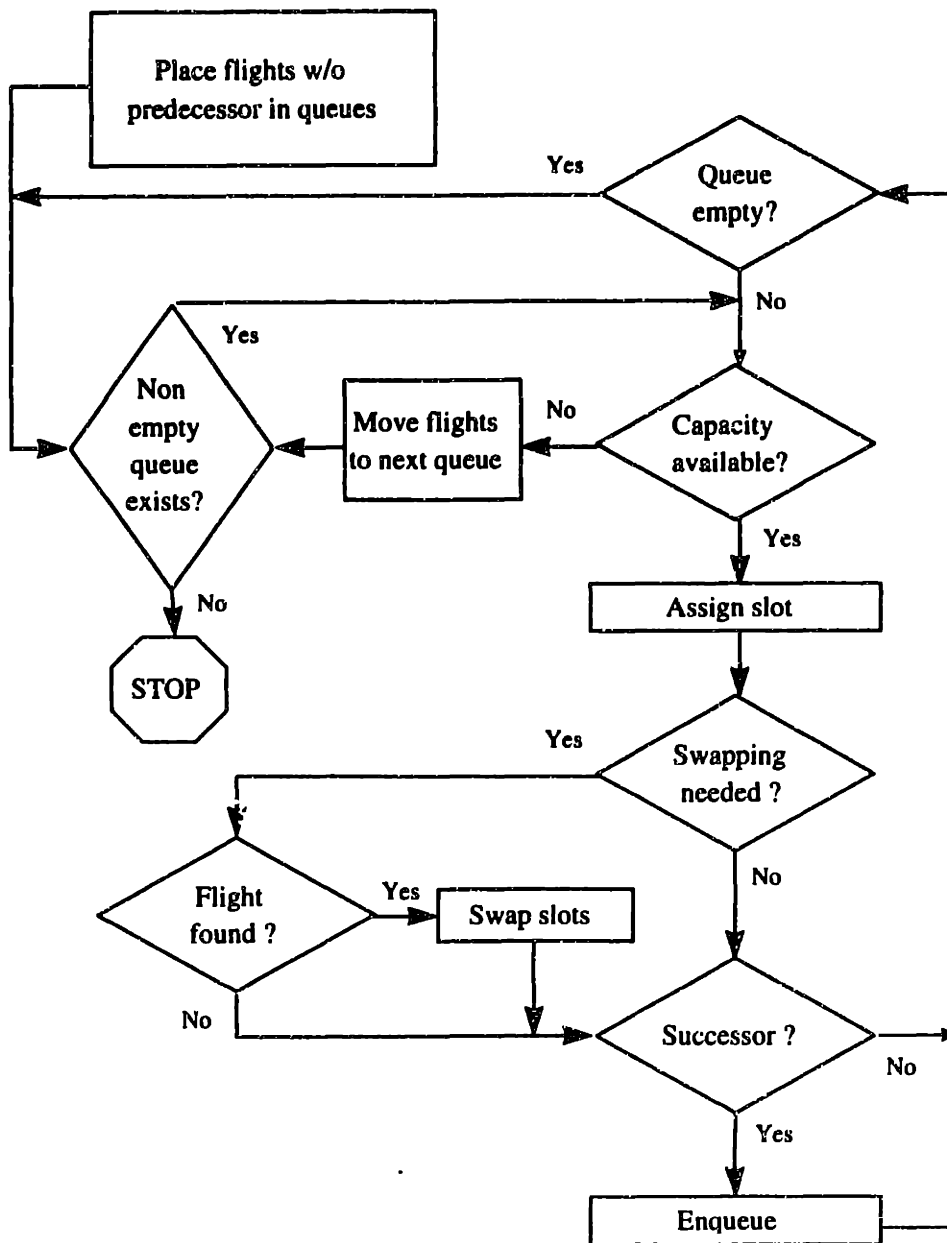 Place flights w/o
predecessor in queues
Yes
Queue
empty?
No
Yes
Non
empty
queue
exists?
Move flights
to next queue
No
Capacity
available?
Yes
No
Assign slot
STOP
Yes
Swapping
needed ?
No
Flight
found ?
Yes
Swap slots
No
Successor ?
No
Yes
Enqueue